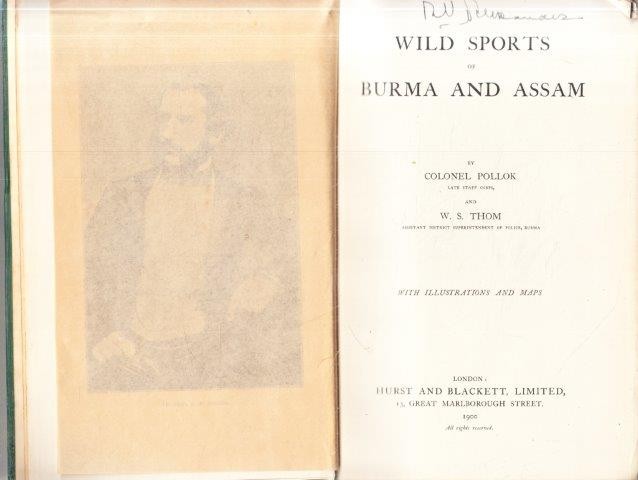 WILD SPORTS
OF
BURMA AND ASSAM
BY
COLONEL POLLOK
LATE STAFF CORPS,
AND
W. S. THOM
ASSISTANT DISTRICT SUPERINTENDENT OF POLICE, BURMA
WITH ILLUSTRATIONS AND MAPS
LONDON:
HURST AND BLACKETT, LIMITED,
13, GREAT MARLBOROUGH STREET.
1900
All rights reserved.